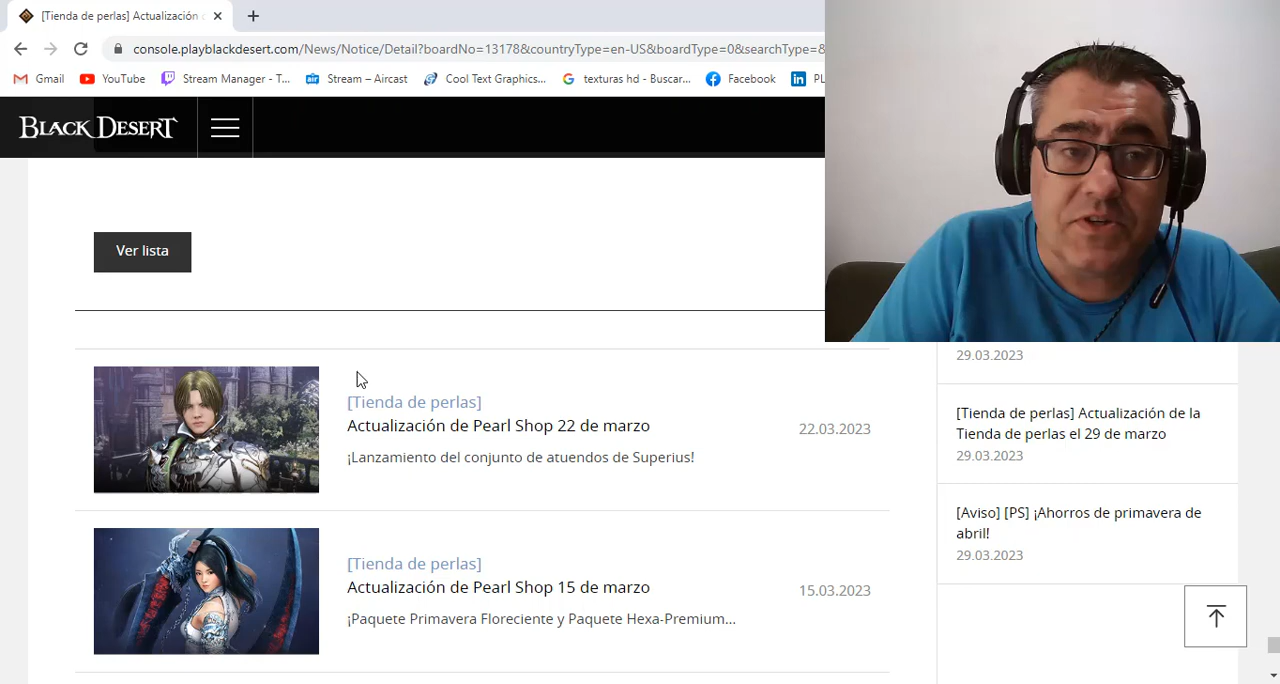 [Tienda de perlas] Actualización
console.playblackdesert.com/News/Notice/Detail?boardNo=13178&countryType=en-US&boardType=0&searchType=&
Gmail
YouTube
Stream Manager - T...
Stream – Aircast
Cool Text Graphics...
texturas hd - Buscar...
Facebook
PL
BLACK DESERT
Ver lista
[Tienda de perlas]
Actualización de Pearl Shop 22 de marzo
¡Lanzamiento del conjunto de atuendos de Superius!
22.03.2023
[Tienda de perlas]
Actualización de Pearl Shop 15 de marzo
¡Paquete Primavera Floreciente y Paquete Hexa-Premium...
15.03.2023
29.03.2023
[Tienda de perlas] Actualización de la
Tienda de perlas el 29 de marzo
29.03.2023
[Aviso] [PS] ¡Ahorros de primavera de
abril!
29.03.2023